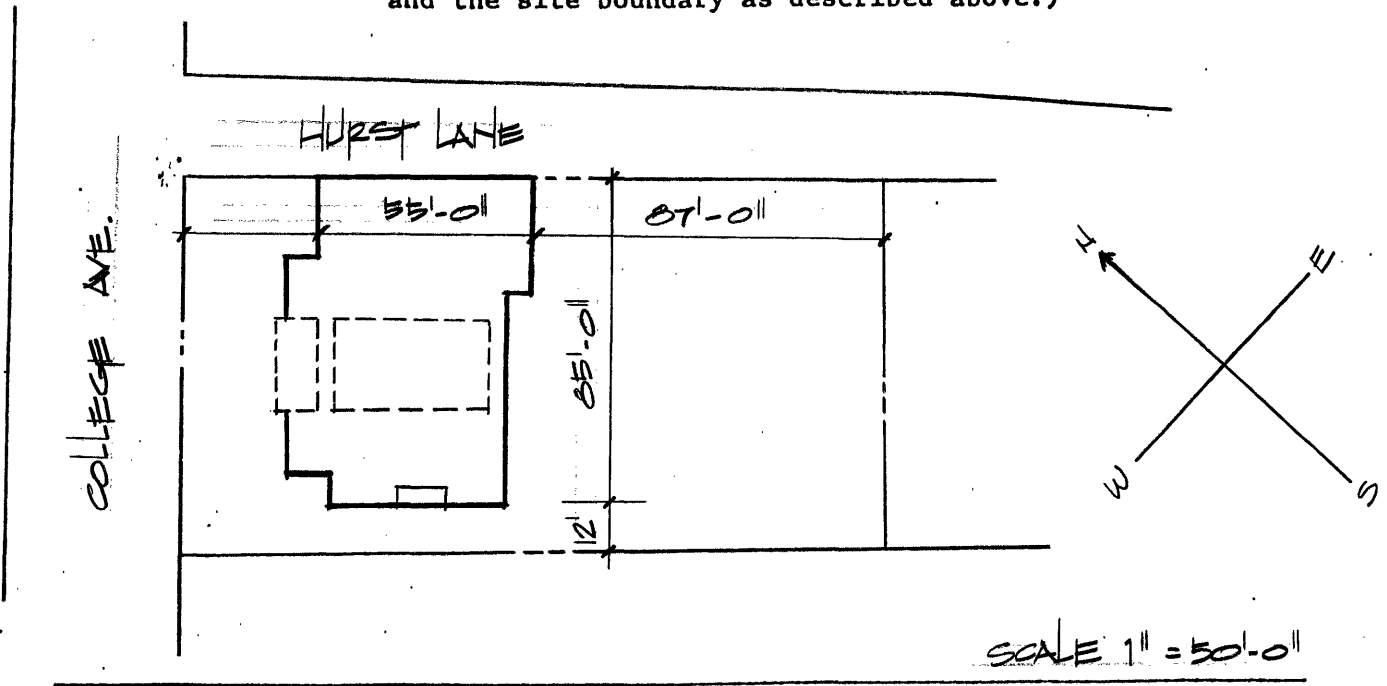 and the site boundary as described above.)
HURST LANE
55'-0"
87'-0"
COLLEGE AVE.
85'-0"
12'
E
W
S
SCALE 1" = 50'-0"